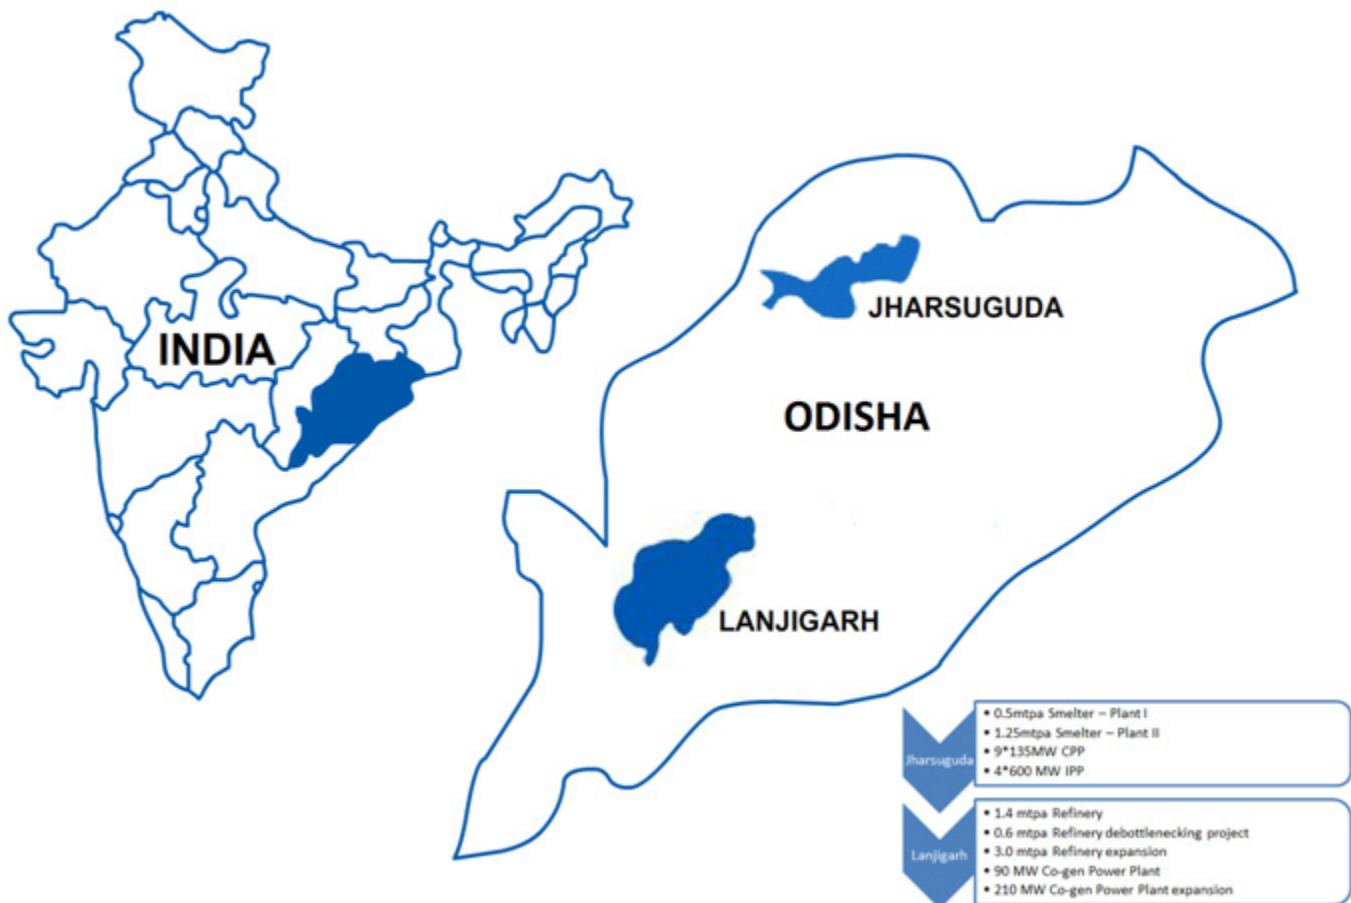 INDIA
JHARSUGUDA
ODISHA
LANJIGARH
Jharsuguda
• 0.5mtpa Smelter – Plant I
• 1.25mtpa Smelter – Plant II
• 9*135MW CPP
• 4*600 MW IPP
Lanjigarh
• 1.4 mtpa Refinery
• 0.6 mtpa Refinery debottlenecking project
• 3.0 mtpa Refinery expansion
• 90 MW Co-gen Power Plant
• 210 MW Co-gen Power Plant expansion